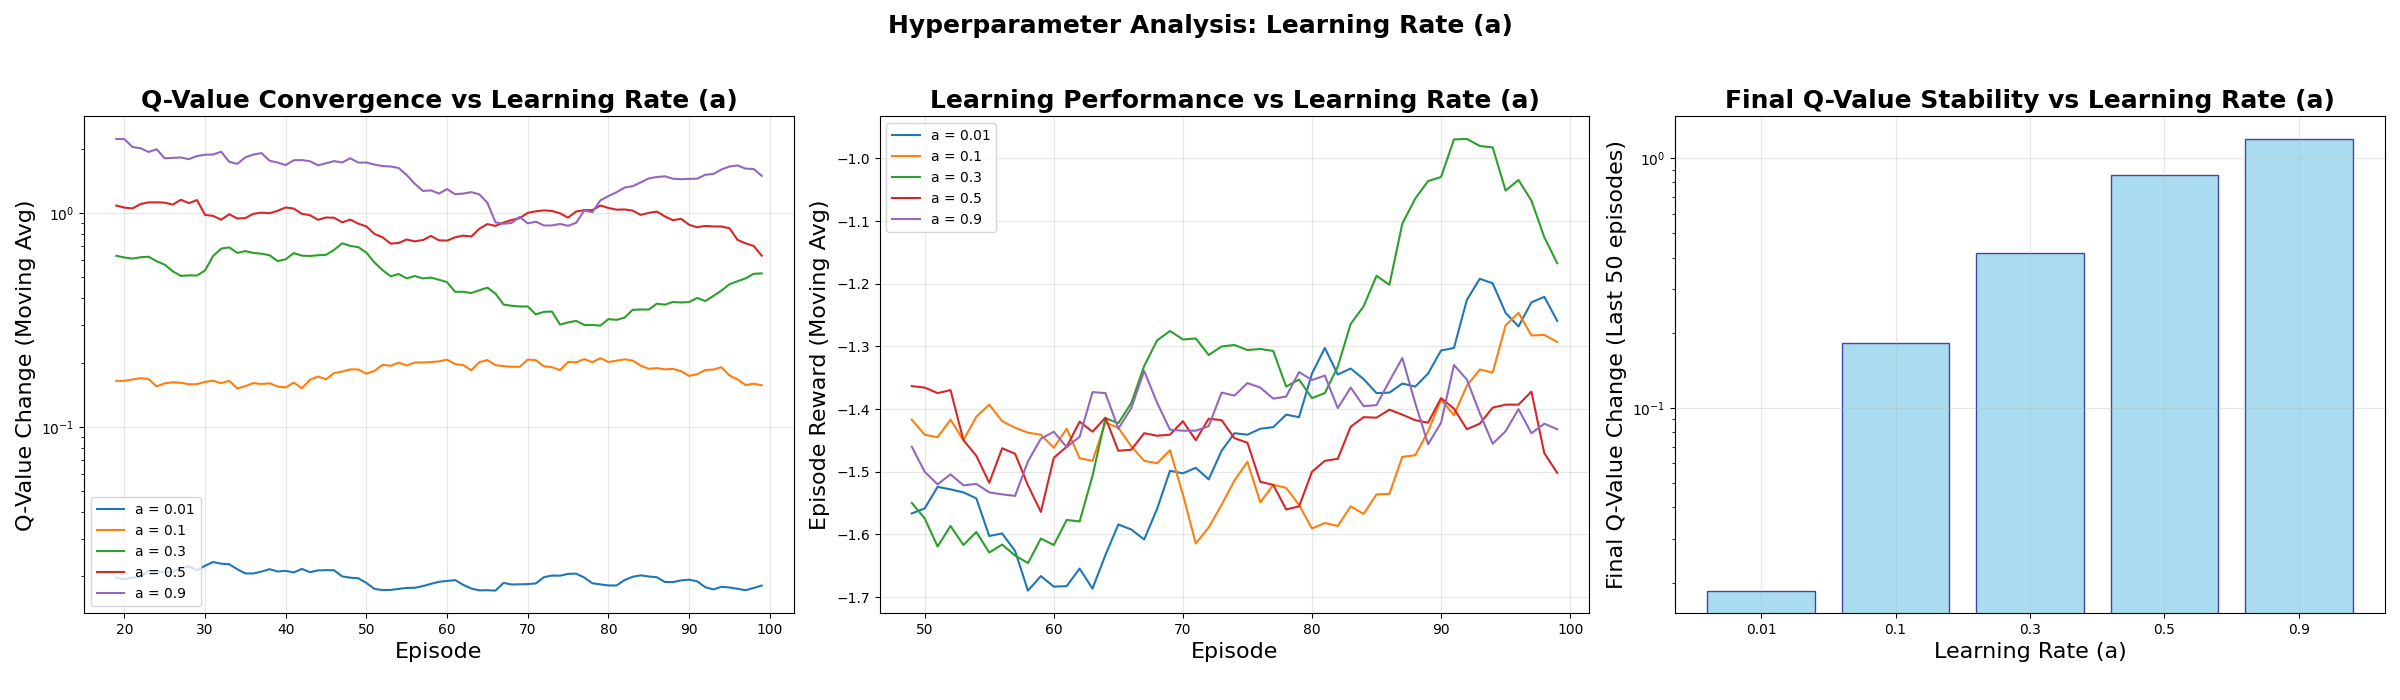 Hyperparameter Analysis: Learning Rate (a)
Q-Value Convergence vs Learning Rate (a)
Q-Value Change (Moving Avg)
10⁰
10⁻¹
a = 0.01
a = 0.1
a = 0.3
a = 0.5
a = 0.9
20 30 40 50 60 70 80 90 100
Episode
Learning Performance vs Learning Rate (a)
Episode Reward (Moving Avg)
a = 0.01
a = 0.1
a = 0.3
a = 0.5
a = 0.9
−1.0
−1.1
−1.2
−1.3
−1.4
−1.5
−1.6
−1.7
50 60 70 80 90 100
Episode
Final Q-Value Stability vs Learning Rate (a)
Final Q-Value Change (Last 50 episodes)
10⁰
10⁻¹
0.01 0.1 0.3 0.5 0.9
Learning Rate (a)